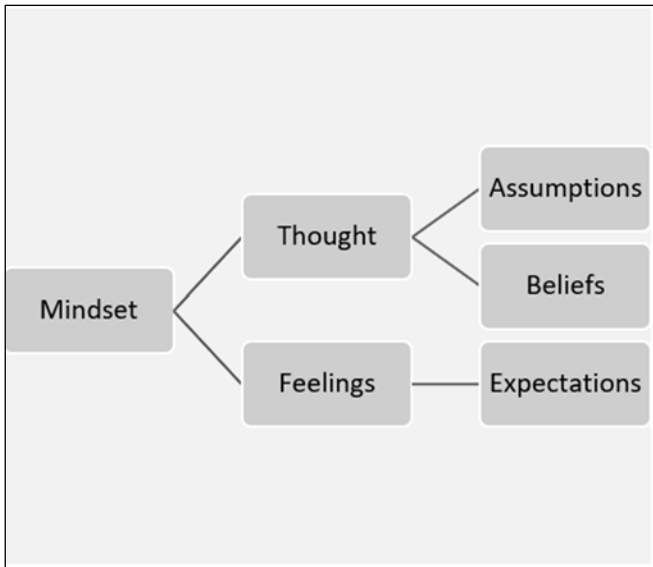 Mindset
Thought
Feelings
Assumptions
Beliefs
Expectations